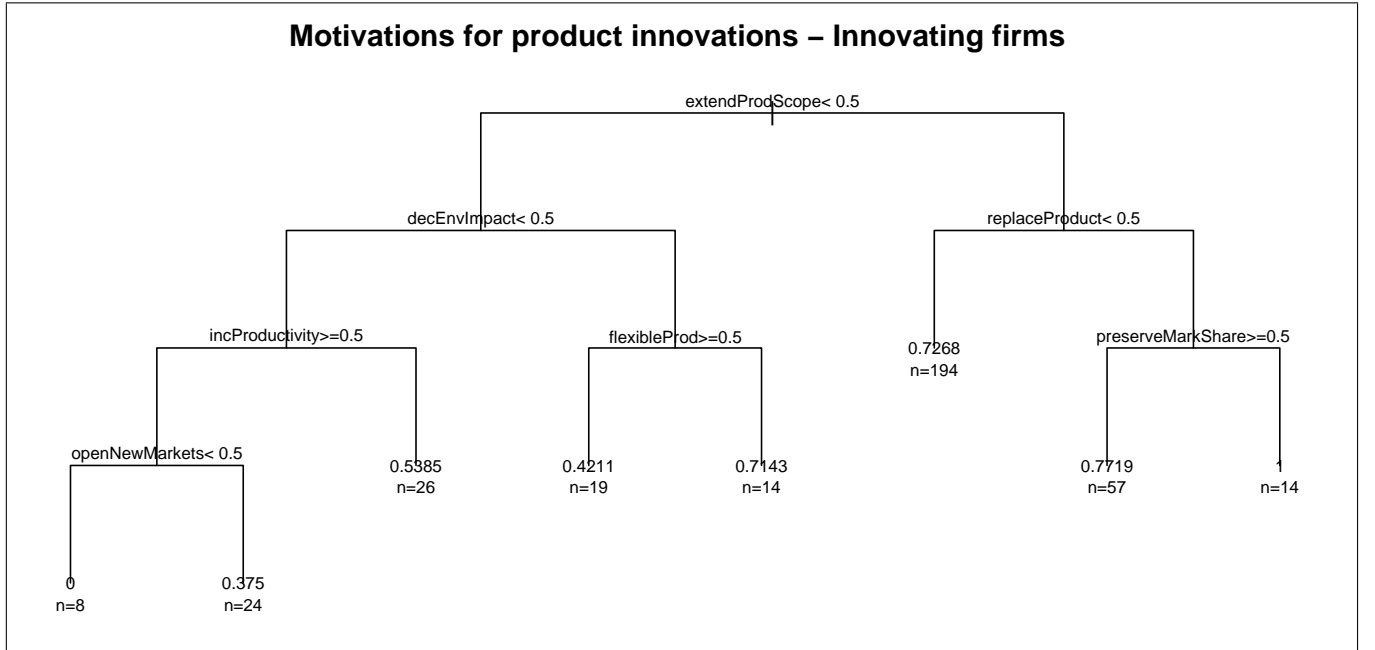 Motivations for product innovations – Innovating firms
extendProdScope< 0.5
decEnvImpact< 0.5
replaceProduct< 0.5
incProductivity>=0.5
flexibleProd>=0.5
0.7268
n=194
preserveMarkShare>=0.5
openNewMarkets< 0.5
0.5385
n=26
0.4211
n=19
0.7143
n=14
0.7719
n=57
1
n=14
0
n=8
0.375
n=24